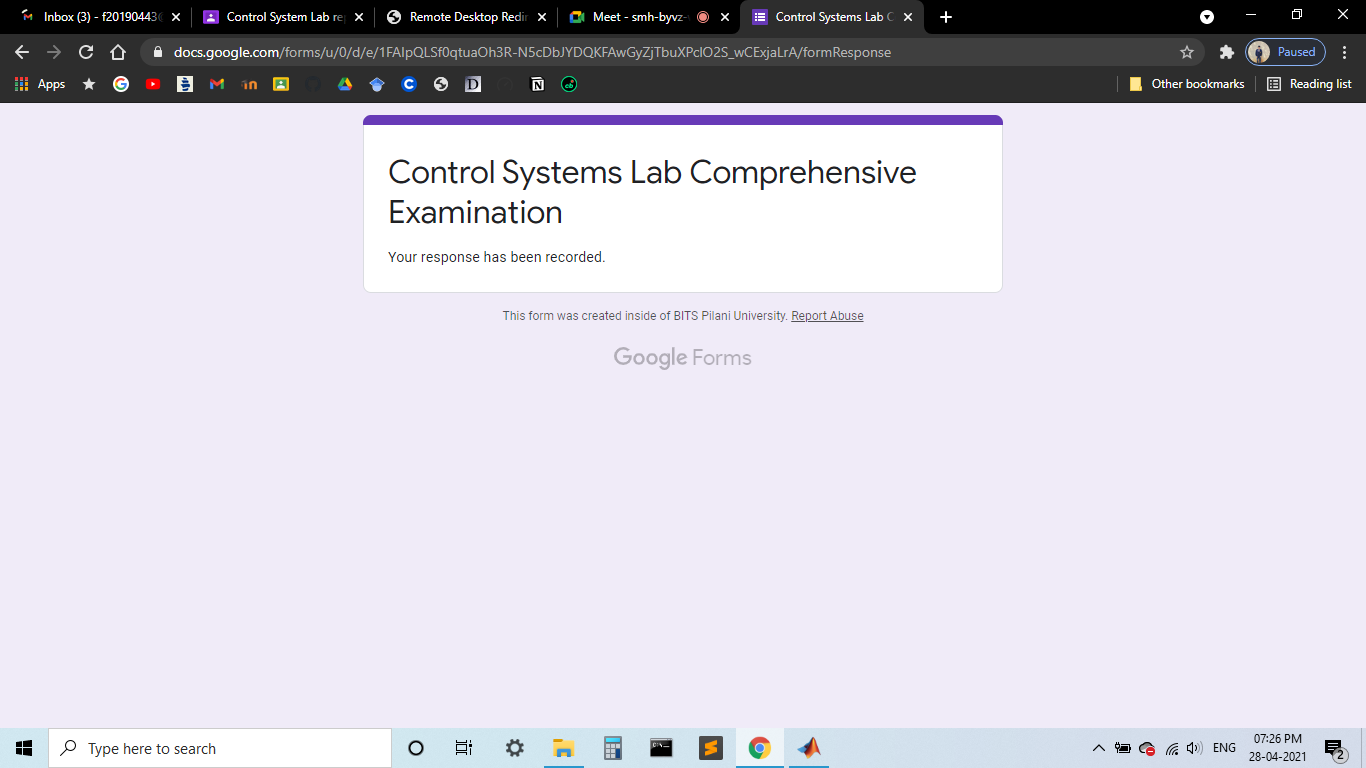 Inbox (3) - f20190443
Control System Lab re
Remote Desktop Redir
Meet - smh-byvz-
Control Systems Lab C
docs.google.com/forms/u/0/d/e/1FAIpQLSf0qtuaOh3R-N5cDbJYDQKFAwGyZjTbuXPclO2S_wCExjaLrA/formResponse
Paused
Apps
Other bookmarks
Reading list
Control Systems Lab Comprehensive
Examination
Your response has been recorded.
This form was created inside of BITS Pilani University. Report Abuse
Google Forms
Type here to search
ENG
07:26 PM
28-04-2021
2